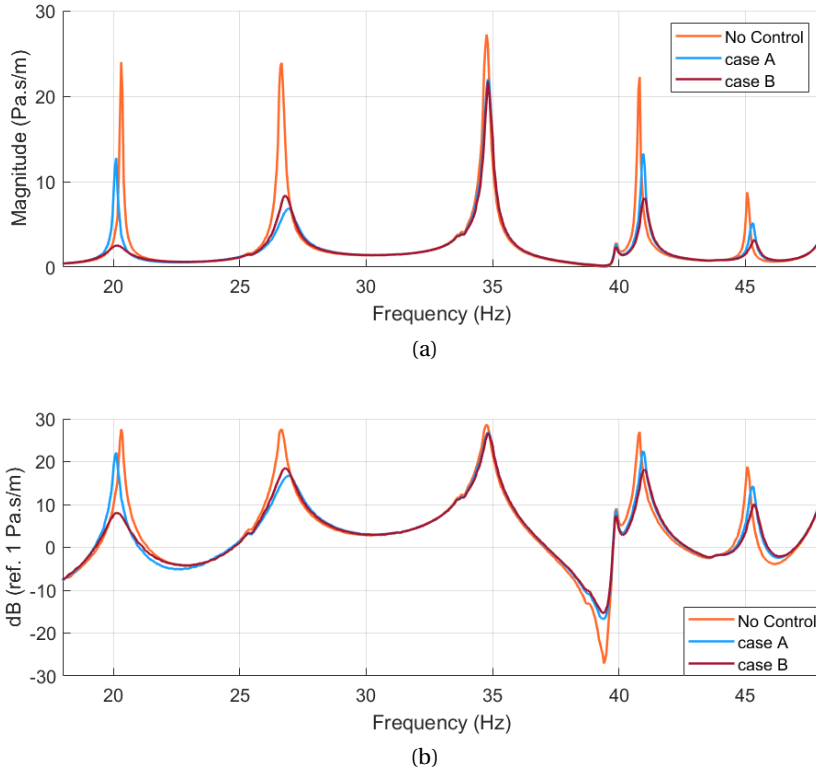 30
20
10
0
Magnitude (Pa.s/m)
No Control
case A
case B
20 25 30 35 40 45
Frequency (Hz)
(a)
30
20
10
0
-10
-20
-30
dB (ref. 1 Pa.s/m)
No Control
case A
case B
20 25 30 35 40 45
Frequency (Hz)
(b)